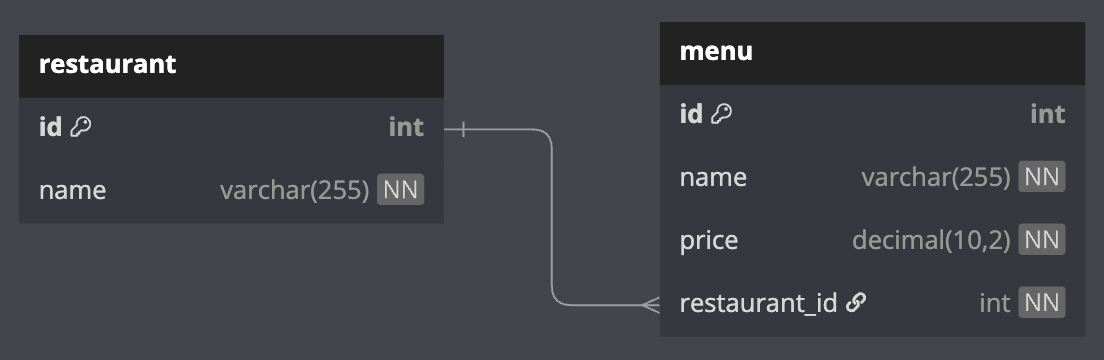 restaurant
id int
name varchar(255) NN
menu
id int
name varchar(255) NN
price decimal(10,2) NN
restaurant_id int NN